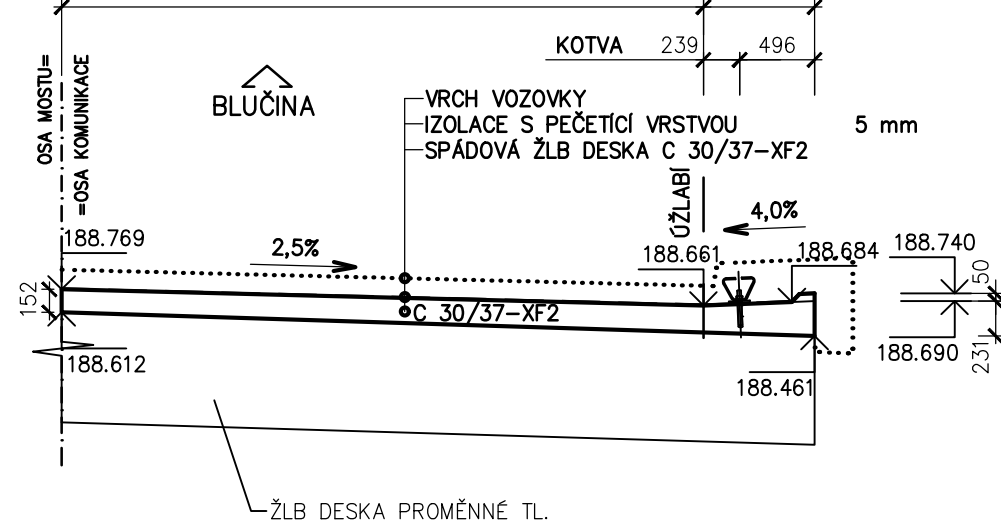 KOTVA 239 496
OSA MOSTU=
=OSA KOMUNIKACE
BLUČINA
VRCH VOZOVKY
IZOLACE S PEČETÍCÍ VRSTVOU
SPÁDOVÁ ŽLB DESKA C 30/37-XF2
5 mm
ÚŽLABÍ
4,0%
188.769
2,5%
188.661
188.684
188.740
50
152
C 30/37-XF2
188.612
188.690
231
188.461
ŽLB DESKA PROMĚNNÉ TL.